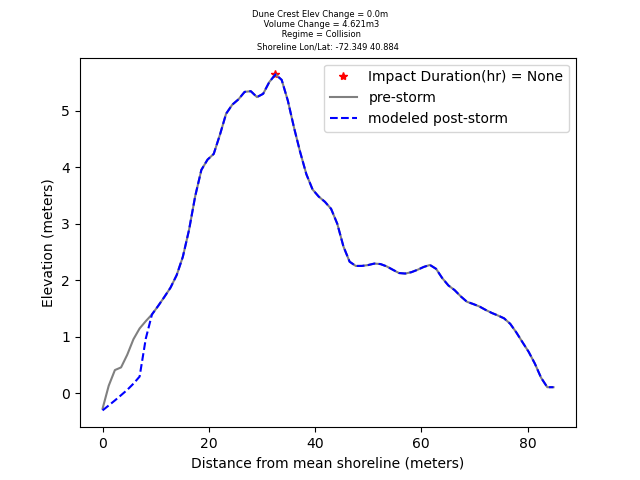 Dune Crest Elev Change = 0.0m
Volume Change = 4.621m3
Regime = Collision
Shoreline Lon/Lat: -72.349 40.884
Impact Duration(hr) = None
pre-storm
modeled post-storm
Elevation (meters)
5
4
3
2
1
0
0 20 40 60 80
Distance from mean shoreline (meters)